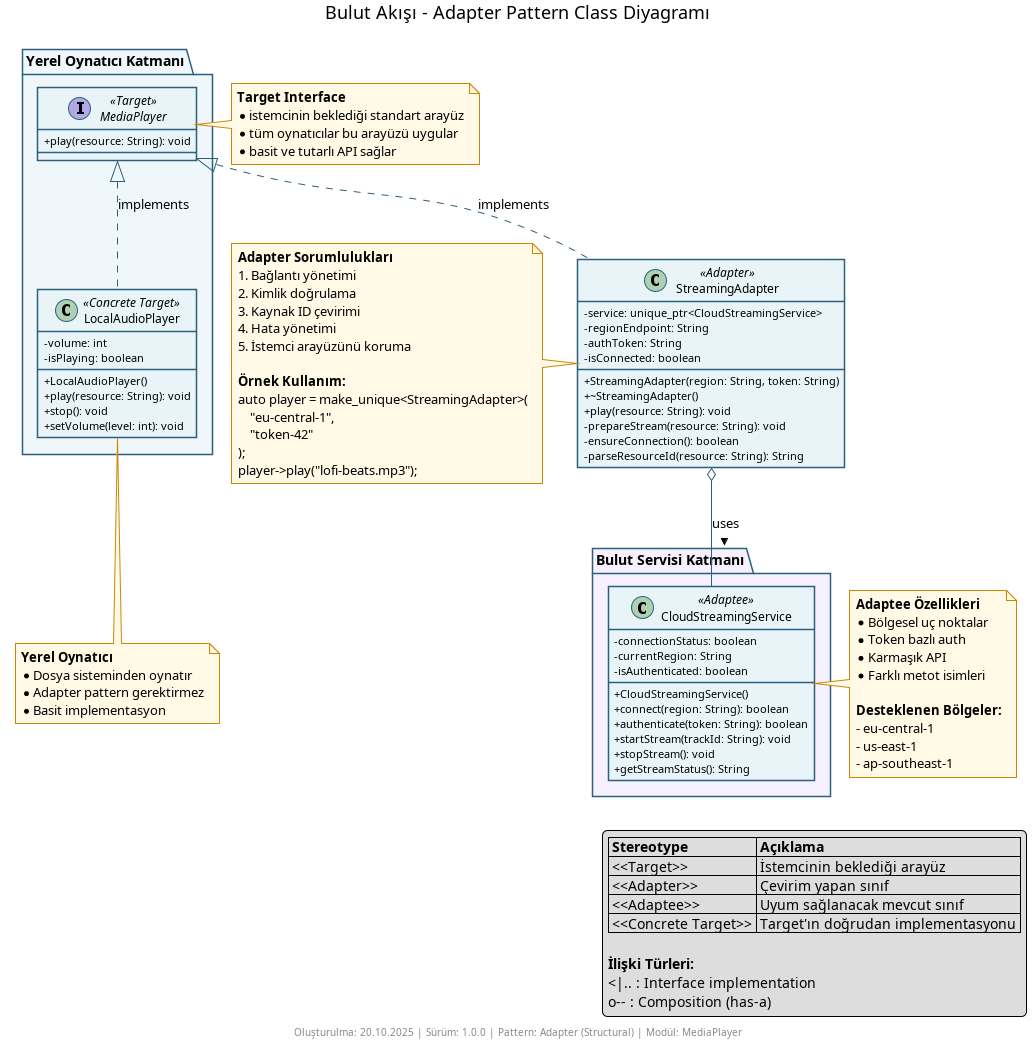 Bulut Akışı - Adapter Pattern Class Diyagramı
Yerel Oynatıcı Katmanı
I
«Target»
MediaPlayer
+play(resource: String): void
Target Interface
• istemcinin beklediği standart arayüz
• tüm oynatıcılar bu arayüzü uygular
• basit ve tutarlı API sağlar
implements
implements
C
«Concrete Target»
LocalAudioPlayer
-volume: int
-isPlaying: boolean
+LocalAudioPlayer()
+play(resource: String): void
+stop(): void
+setVolume(level: int): void
Adapter Sorumlulukları
1. Bağlantı yönetimi
2. Kimlik doğrulama
3. Kaynak ID çevirimi
4. Hata yönetimi
5. İstemci arayüzünü koruma
Örnek Kullanım:
auto player = make_unique<StreamingAdapter>(
"eu-central-1",
"token-42"
);
player->play("lofi-beats.mp3");
C
«Adapter»
StreamingAdapter
-service: unique_ptr<CloudStreamingService>
-regionEndpoint: String
-authToken: String
-isConnected: boolean
+StreamingAdapter(region: String, token: String)
+~StreamingAdapter()
+play(resource: String): void
-prepareStream(resource: String): void
-ensureConnection(): boolean
-parseResourceId(resource: String): String
uses
Bulut Servisi Katmanı
C
«Adaptee»
CloudStreamingService
-connectionStatus: boolean
-currentRegion: String
-isAuthenticated: boolean
+CloudStreamingService()
+connect(region: String): boolean
+authenticate(token: String): boolean
+startStream(trackId: String): void
+stopStream(): void
+getStreamStatus(): String
Adaptee Özellikleri
• Bölgesel uç noktalar
• Token bazlı auth
• Karmaşık API
• Farklı metot isimleri
Desteklenen Bölgeler:
- eu-central-1
- us-east-1
- ap-southeast-1
Yerel Oynatıcı
• Dosya sisteminden oynatır
• Adapter pattern gerektirmez
• Basit implementasyon
Stereotype Açıklama
<<Target>> İstemcinin beklediği arayüz
<<Adapter>> Çevirim yapan sınıf
<<Adaptee>> Uyum sağlanacak mevcut sınıf
<<Concrete Target>> Target'ın doğrudan implementasyonu
İlişki Türleri:
<|.. : Interface implementation
o-- : Composition (has-a)
Oluşturulma: 20.10.2025 | Sürüm: 1.0.0 | Pattern: Adapter (Structural) | Modül: MediaPlayer